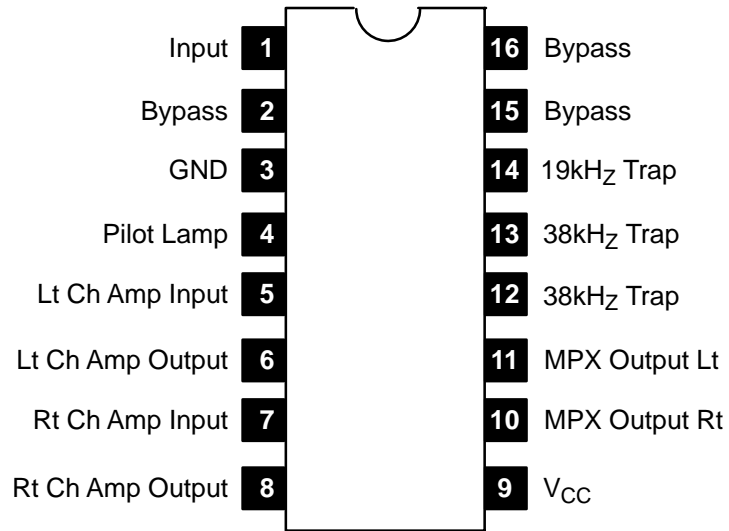 Input 1 16 Bypass
Bypass 2 15 Bypass
GND 3 14 19kHZ Trap
Pilot Lamp 4 13 38kHZ Trap
Lt Ch Amp Input 5 12 38kHZ Trap
Lt Ch Amp Output 6 11 MPX Output Lt
Rt Ch Amp Input 7 10 MPX Output Rt
Rt Ch Amp Output 8 9 VCC